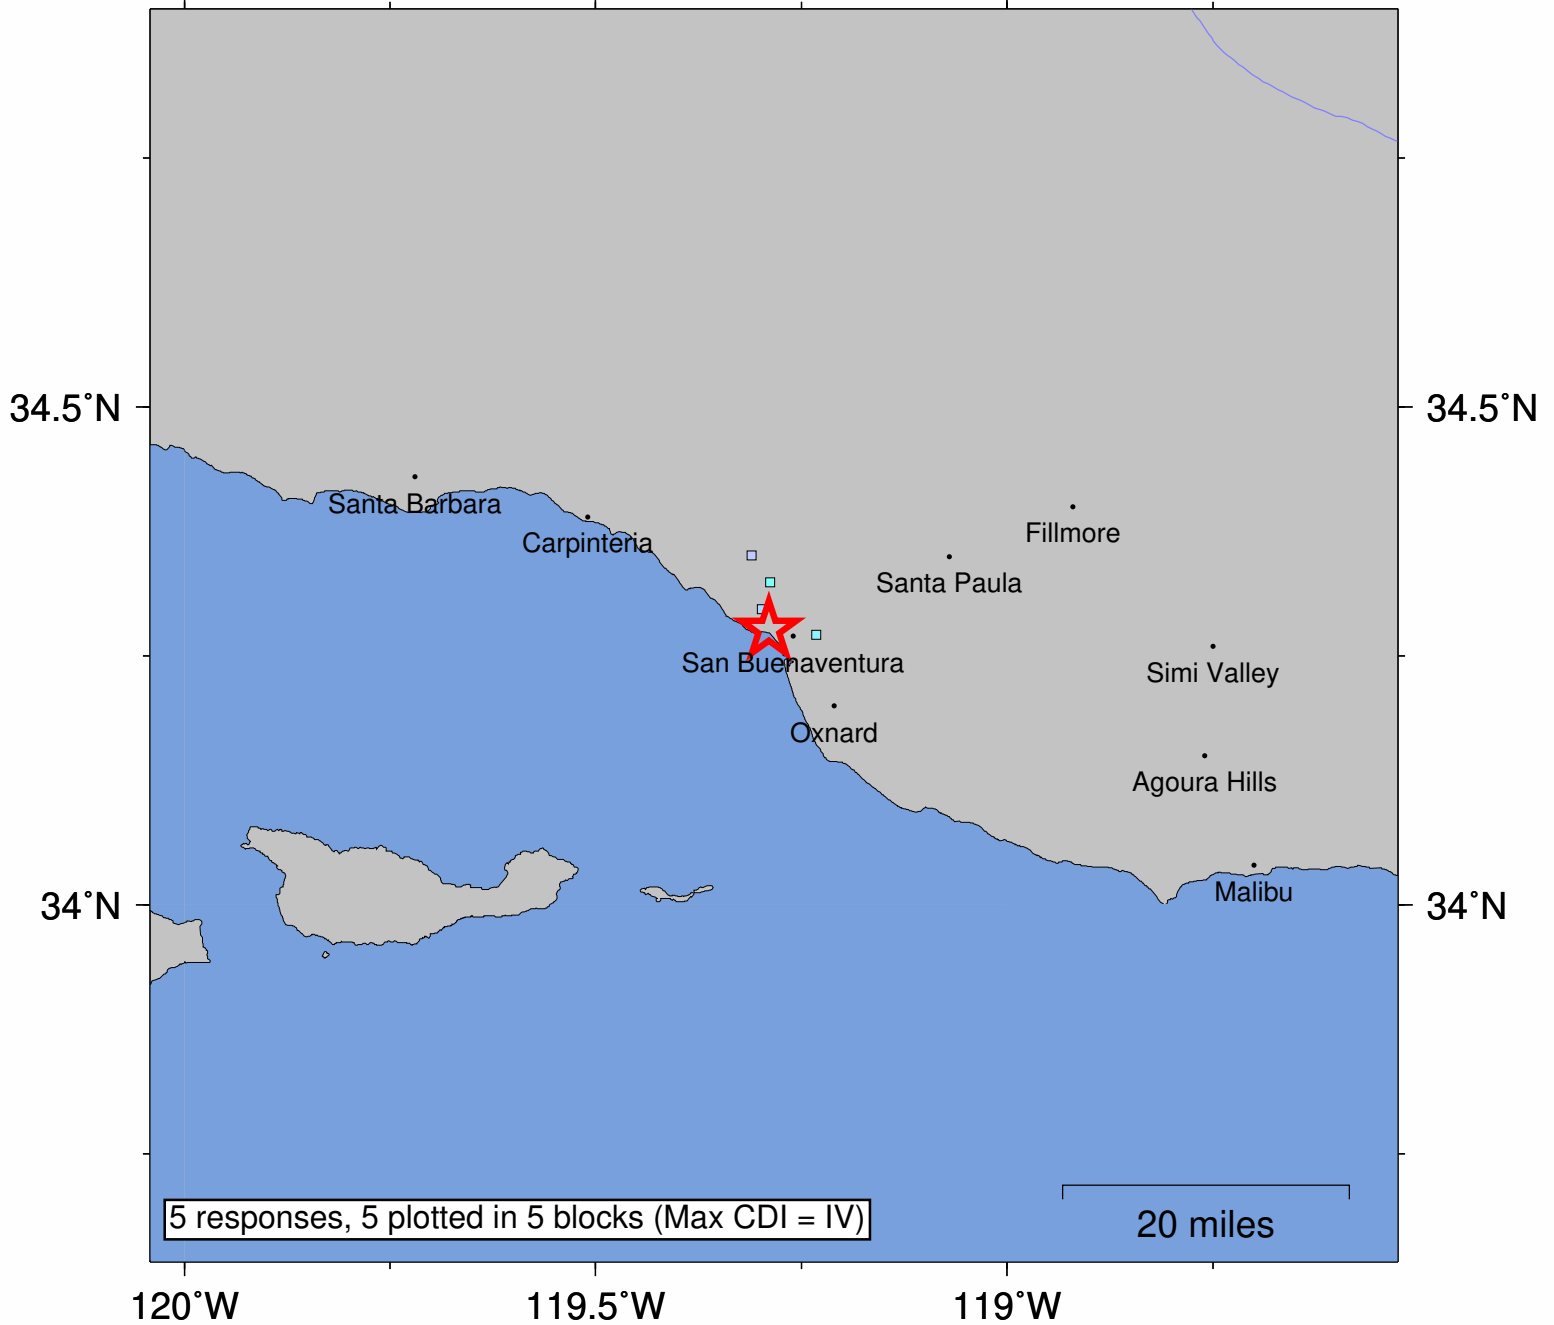 34.5˚N
34.5˚N
Santa Barbara
Carpinteria
Fillmore
Santa Paula
San Buenaventura
Simi Valley
Oxnard
Agoura Hills
Malibu
34˚N
34˚N
5 responses, 5 plotted in 5 blocks (Max CDI = IV)
20 miles
120˚W
119.5˚W
119˚W